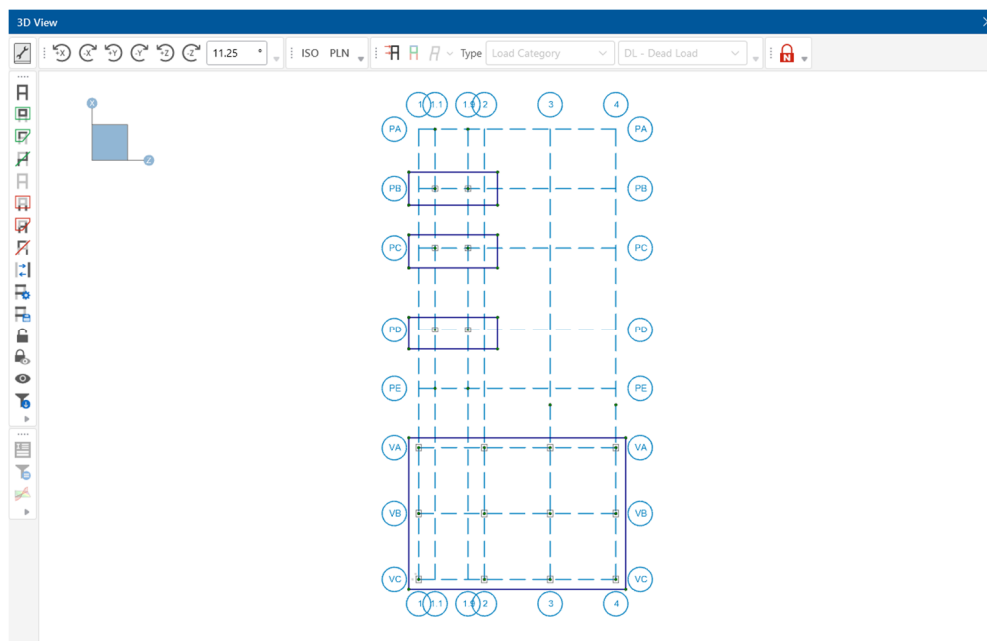 3D View
+X -X +Y -Y +Z -Z 11.25 ° ISO PLN Type Load Category DL - Dead Load N
X
Z
1 1.1 1.9 2 3 4
PA PA
PB PB
PC PC
PD PD
PE PE
VA VA
VB VB
VC VC
1 1.1 1.9 2 3 4